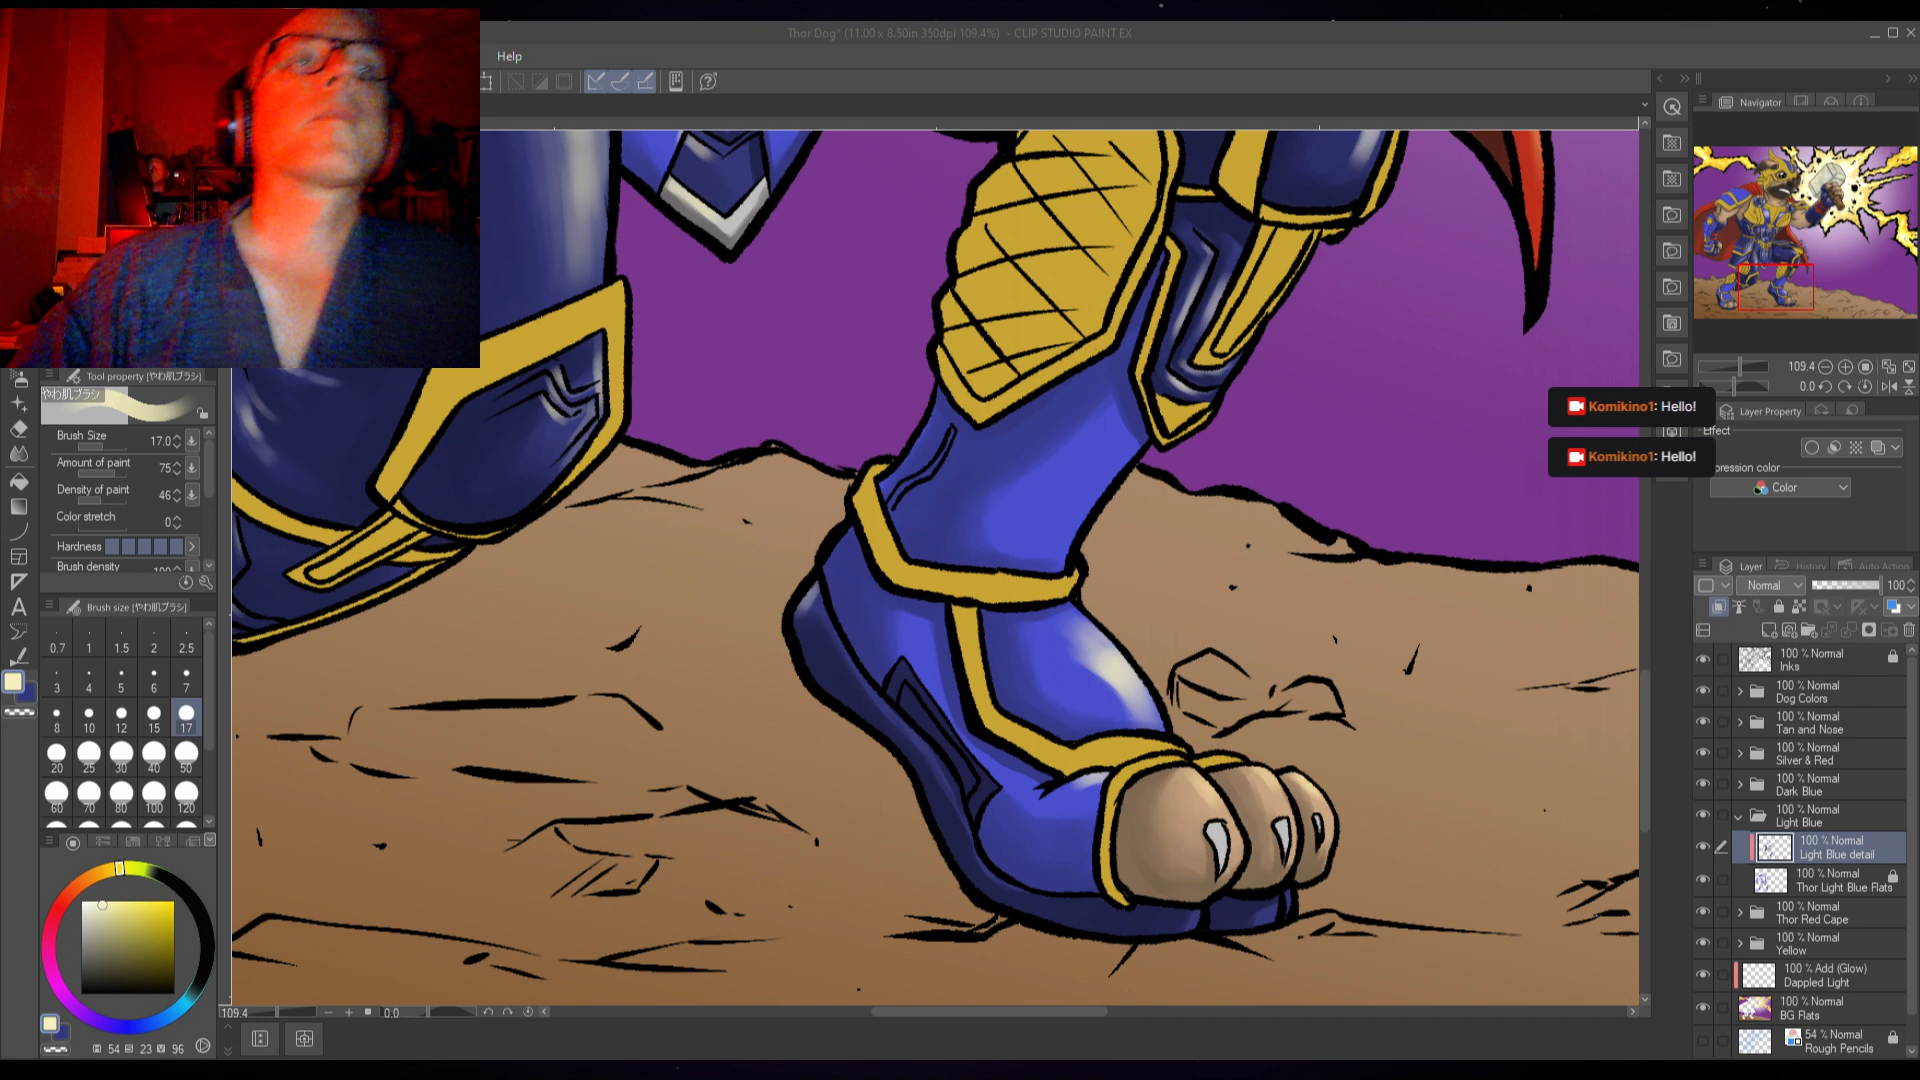 Thor Dog* (11.00 x 8.50in 350dpi 109.4%) - CLIP STUDIO PAINT EX
Help
Navigator
109.4
0.0
Komikino1: Hello!
Komikino1: Hello!
Layer Property
Effect
pression color
Color
Tool property [やわ肌ブラシ]
やわ肌ブラシ
Brush Size 17.0
Amount of paint 75
Density of paint 46
Color stretch 0
Hardness
Brush density 100
Brush size [やわ肌ブラシ]
0.7 1 1.5 2 2.5
3 4 5 6 7
8 10 12 15 17
20 25 30 40 50
60 70 80 100 120
54 23 96
109.4 0.0
Layer History Auto Action
Normal 100
100 % Normal
Inks
100 % Normal
Dog Colors
100 % Normal
Tan and Nose
100 % Normal
Silver & Red
100 % Normal
Dark Blue
100 % Normal
Light Blue
100 % Normal
Light Blue detail
100 % Normal
Thor Light Blue Flats
100 % Normal
Thor Red Cape
100 % Normal
Yellow
100 % Add (Glow)
Dappled Light
100 % Normal
BG Flats
54 % Normal
Rough Pencils